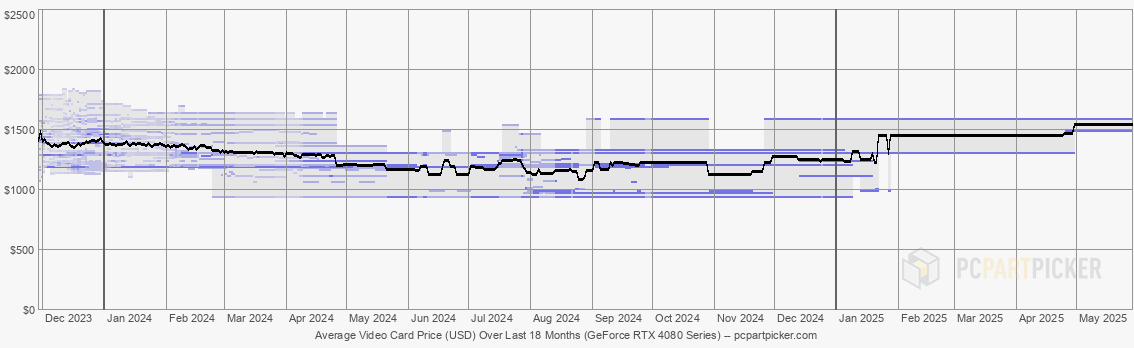 $2500
$2000
$1500
$1000
$500
$0
PCPARTPICKER
Dec 2023 Jan 2024 Feb 2024 Mar 2024 Apr 2024 May 2024 Jun 2024 Jul 2024 Aug 2024 Sep 2024 Oct 2024 Nov 2024 Dec 2024 Jan 2025 Feb 2025 Mar 2025 Apr 2025 May 2025
Average Video Card Price (USD) Over Last 18 Months (GeForce RTX 4080 Series) -- pcpartpicker.com